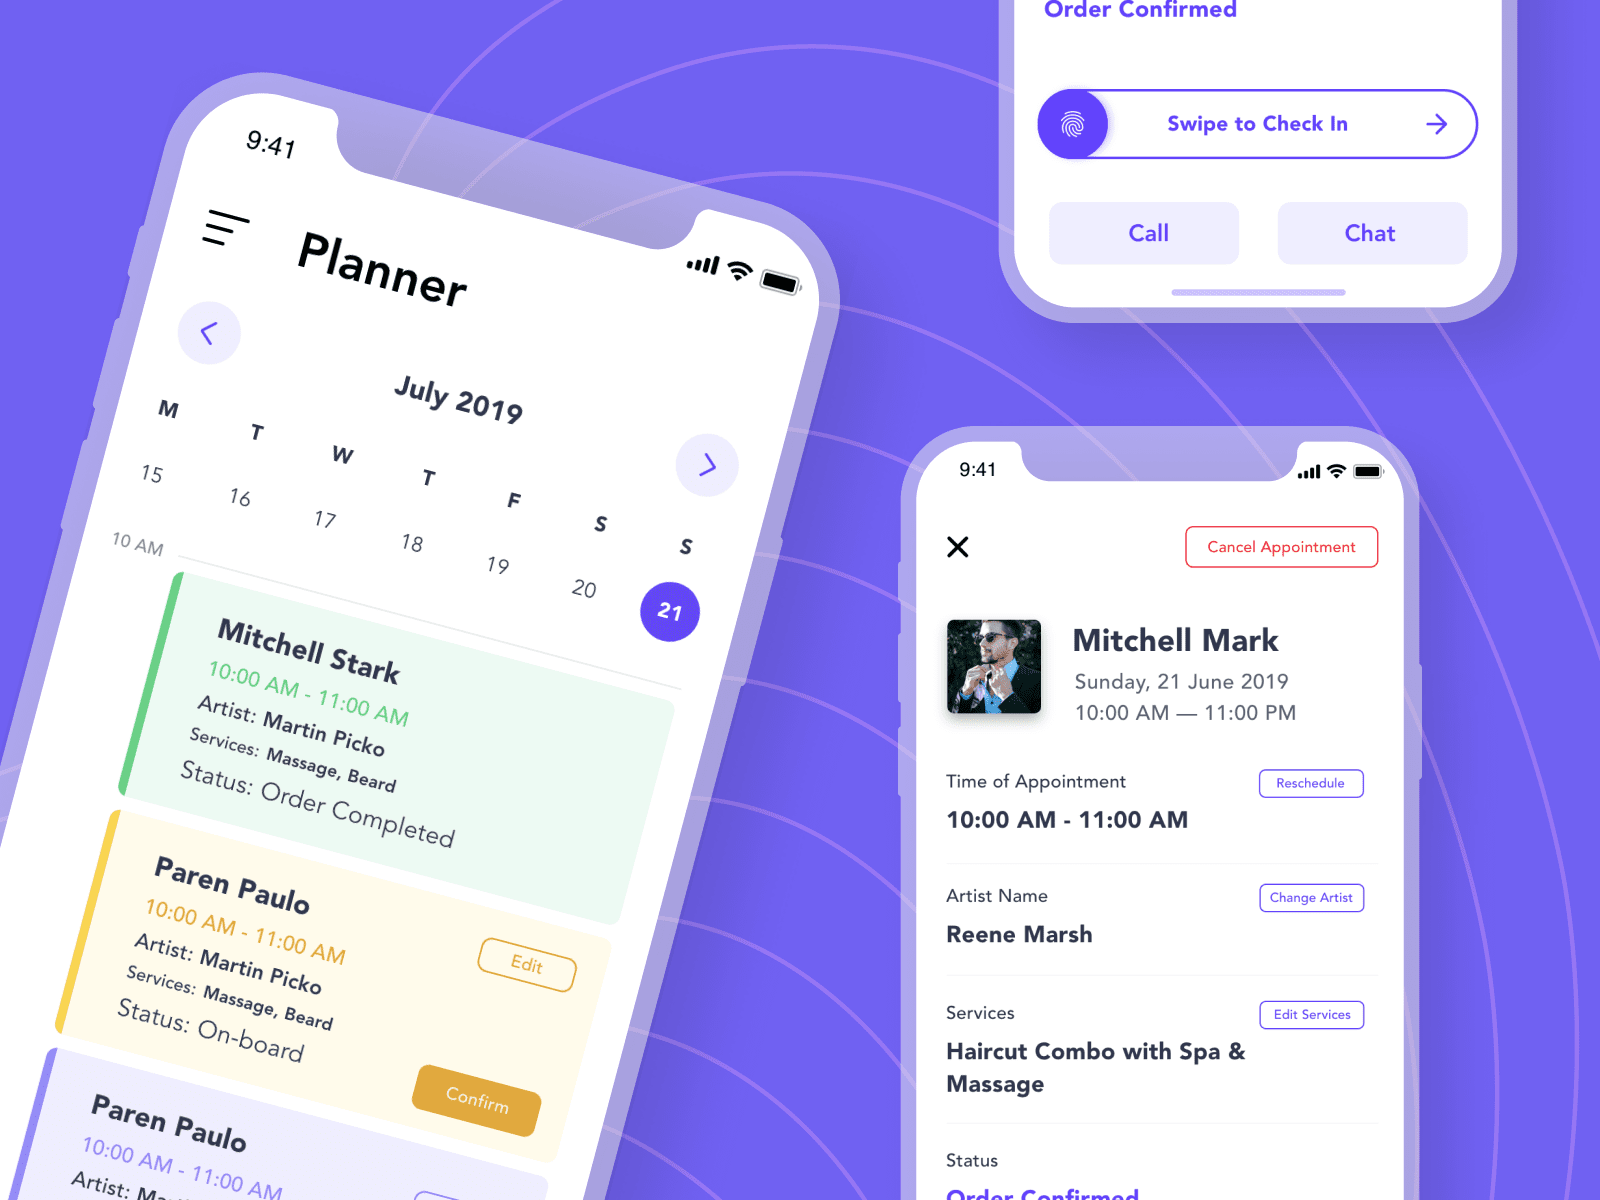 9:41
Planner
July 2019
M T W T F S S
15 16 17 18 19 20 21
10 AM
Mitchell Stark
10:00 AM - 11:00 AM
Artist: Martin Picko
Services: Massage, Beard
Status: Order Completed
Paren Paulo
10:00 AM - 11:00 AM
Edit
Artist: Martin Picko
Services: Massage, Beard
Status: On-board
Confirm
Paren Paulo
10:00 AM - 11:00 AM
Artist:
Order Confirmed
Swipe to Check In
Call
Chat
9:41
Cancel Appointment
Mitchell Mark
Sunday, 21 June 2019
10:00 AM — 11:00 PM
Time of Appointment
Reschedule
10:00 AM - 11:00 AM
Artist Name
Change Artist
Reene Marsh
Services
Edit Services
Haircut Combo with Spa &
Massage
Status
Order Confirmed